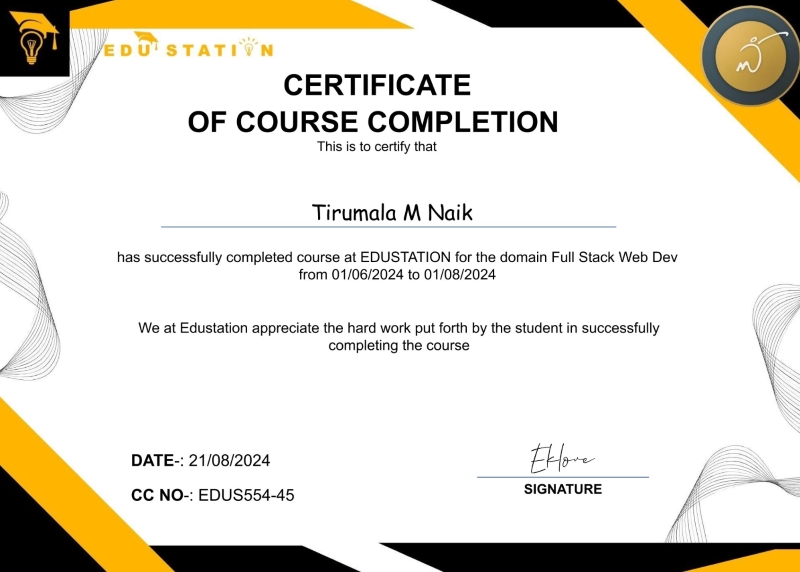 EDUSTATION
CERTIFICATE
OF COURSE COMPLETION
This is to certify that
Tirumala M Naik
has successfully completed course at EDUSTATION for the domain Full Stack Web Dev
from 01/06/2024 to 01/08/2024
We at Edustation appreciate the hard work put forth by the student in successfully
completing the course
DATE-: 21/08/2024
CC NO-: EDUS554-45
Eklove
SIGNATURE